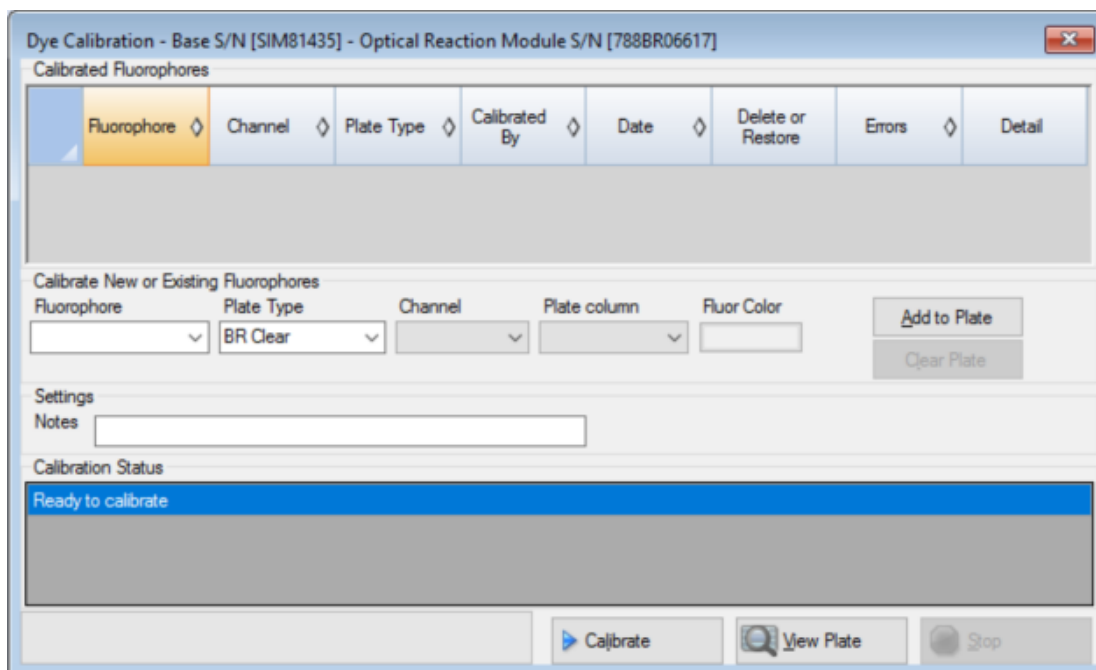 Dye Calibration - Base S/N [SIM81435] - Optical Reaction Module S/N [788BR06617]
Calibrated Fluorophores
Fluorophore Channel Plate Type Calibrated By Date Delete or Restore Errors Detail
Calibrate New or Existing Fluorophores
Fluorophore Plate Type Channel Plate column Fluor Color
BR Clear
Add to Plate
Clear Plate
Settings
Notes
Calibration Status
Ready to calibrate
Calibrate View Plate Stop